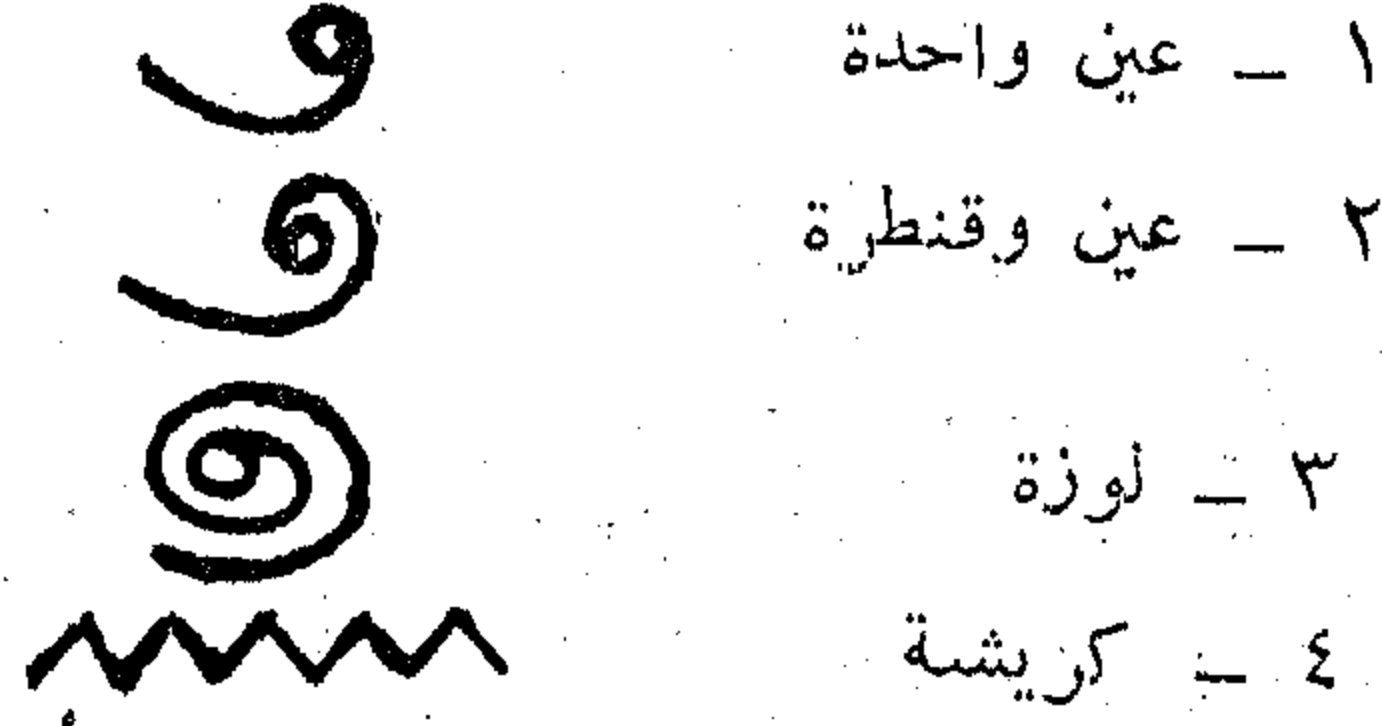 ١ ـ عين واحدة
٢ ـ عين وقنطرة
٣ ـ لوزة
٤ ـ كريشة